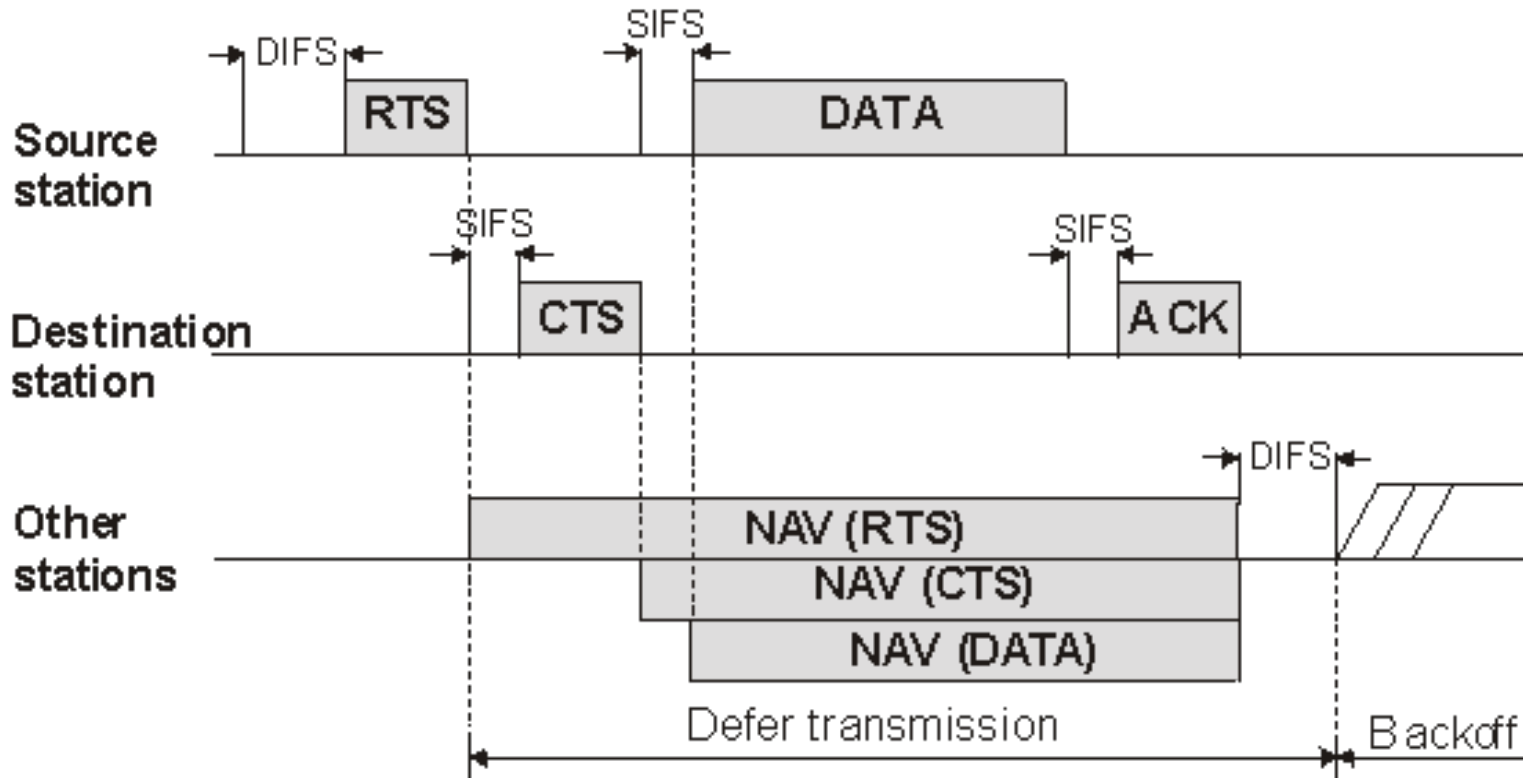 SIFS
DIFS
RTS
DATA
Source
station
SIFS
SIFS
CTS
ACK
Destination
station
DIFS
Other
stations
NAV (RTS)
NAV (CTS)
NAV (DATA)
Defer transmission
Backoff